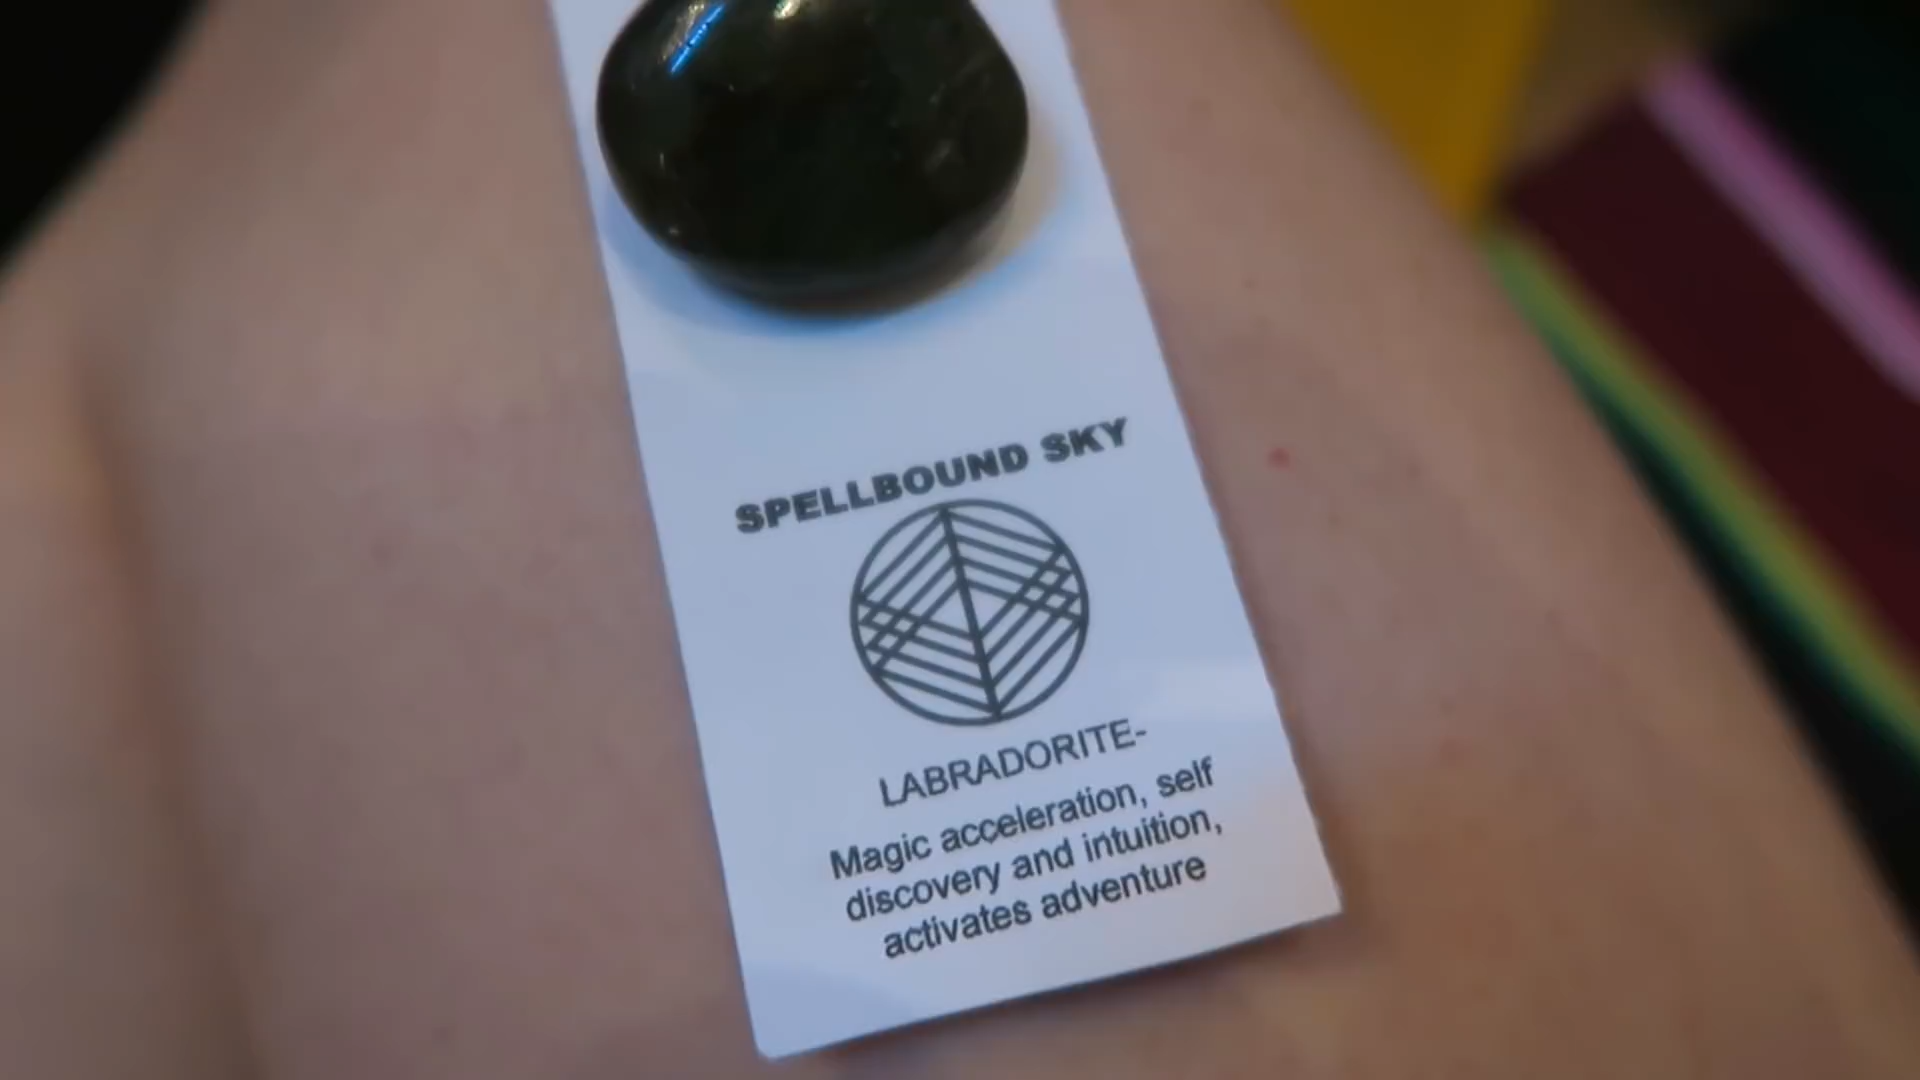 SPELLBOUND SKY
LABRADORITE-
Magic acceleration, self
discovery and intuition,
activates adventure